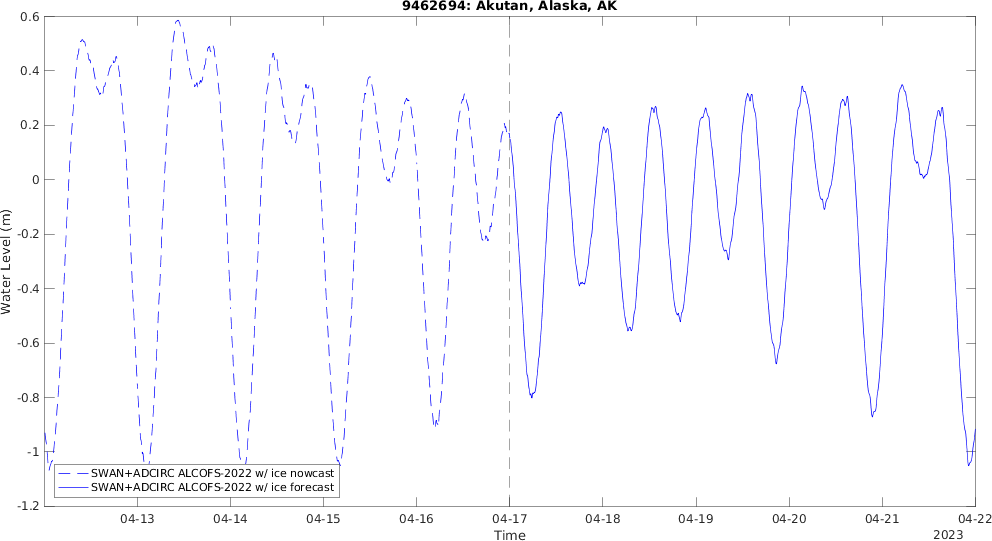 9462694: Akutan, Alaska, AK
Water Level (m)
0.6
0.4
0.2
0
-0.2
-0.4
-0.6
-0.8
-1
-1.2
SWAN+ADCIRC ALCOFS-2022 w/ ice nowcast
SWAN+ADCIRC ALCOFS-2022 w/ ice forecast
04-13 04-14 04-15 04-16 04-17 04-18 04-19 04-20 04-21 04-22
Time
2023